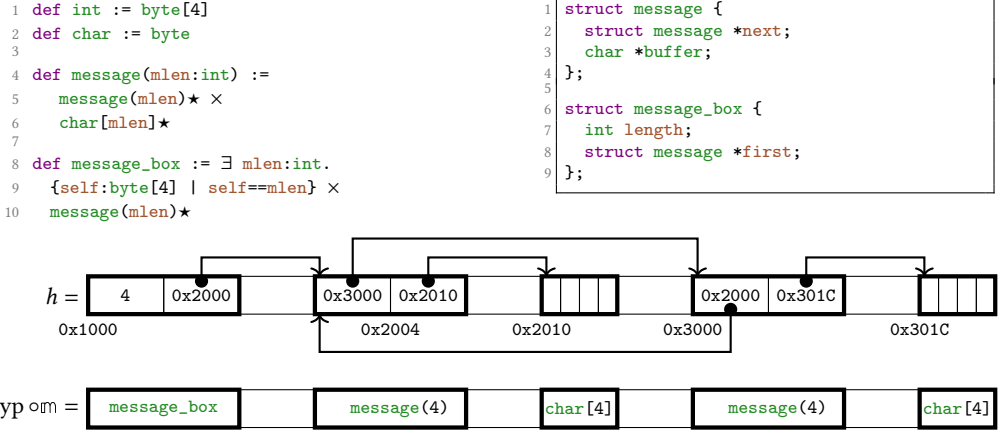 1 def int := byte[4]
2 def char := byte
3
4 def message(mlen:int) :=
5 message(mlen)★ ×
6 char[mlen]★
7
8 def message_box := ∃ mlen:int.
9 {self:byte[4] | self==mlen} ×
10 message(mlen)★
1 struct message {
2 struct message *next;
3 char *buffer;
4 };
5
6 struct message_box {
7 int length;
8 struct message *first;
9 };
h = 4 0x2000 0x3000 0x2010 0x2000 0x301C
0x1000 0x2004 0x2010 0x3000 0x301C
yp∘𝕞 = message_box message(4) char[4] message(4) char[4]